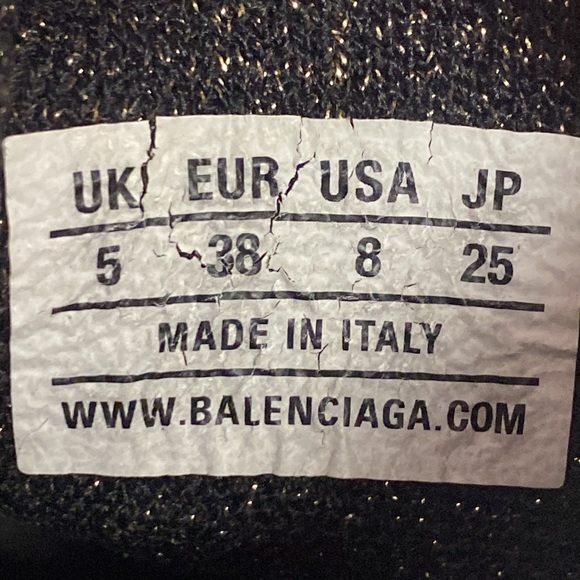 UK EUR USA JP
5 38 8 25
MADE IN ITALY
WWW.BALENCIAGA.COM